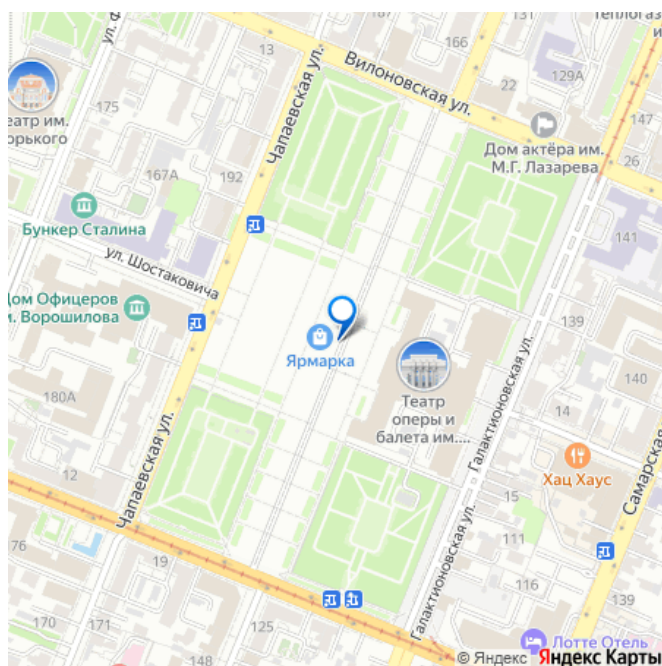 теплогаз
и
187
166
13
Вилоновская ул.
22
129А
Театр им.
Горького
175
Чапаевская ул.
147
Дом актёра им.
М.Г. Лазарева
26
167А
192
Бункер Сталина
141
ул. Шостаковича
Дом Офицеров
им. Ворошилова
139
Ярмарка
140
180А
Театр
оперы и
балета им....
Галактионовская ул.
14
Хац Хаус
Самарская
12
Чапаевская ул.
15
76
19
111
170
171
125
Галактионовская ул.
116
139
Лотте Отель
© Яндекс Яндекс Карты